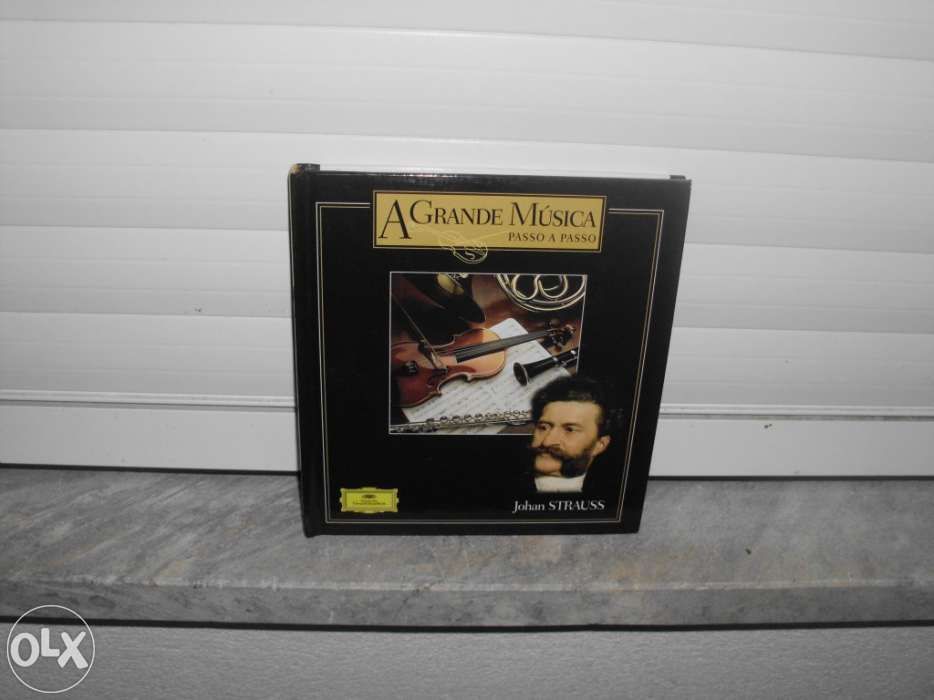 A GRANDE MÚSICA
PASSO A PASSO
Johan STRAUSS
OLX